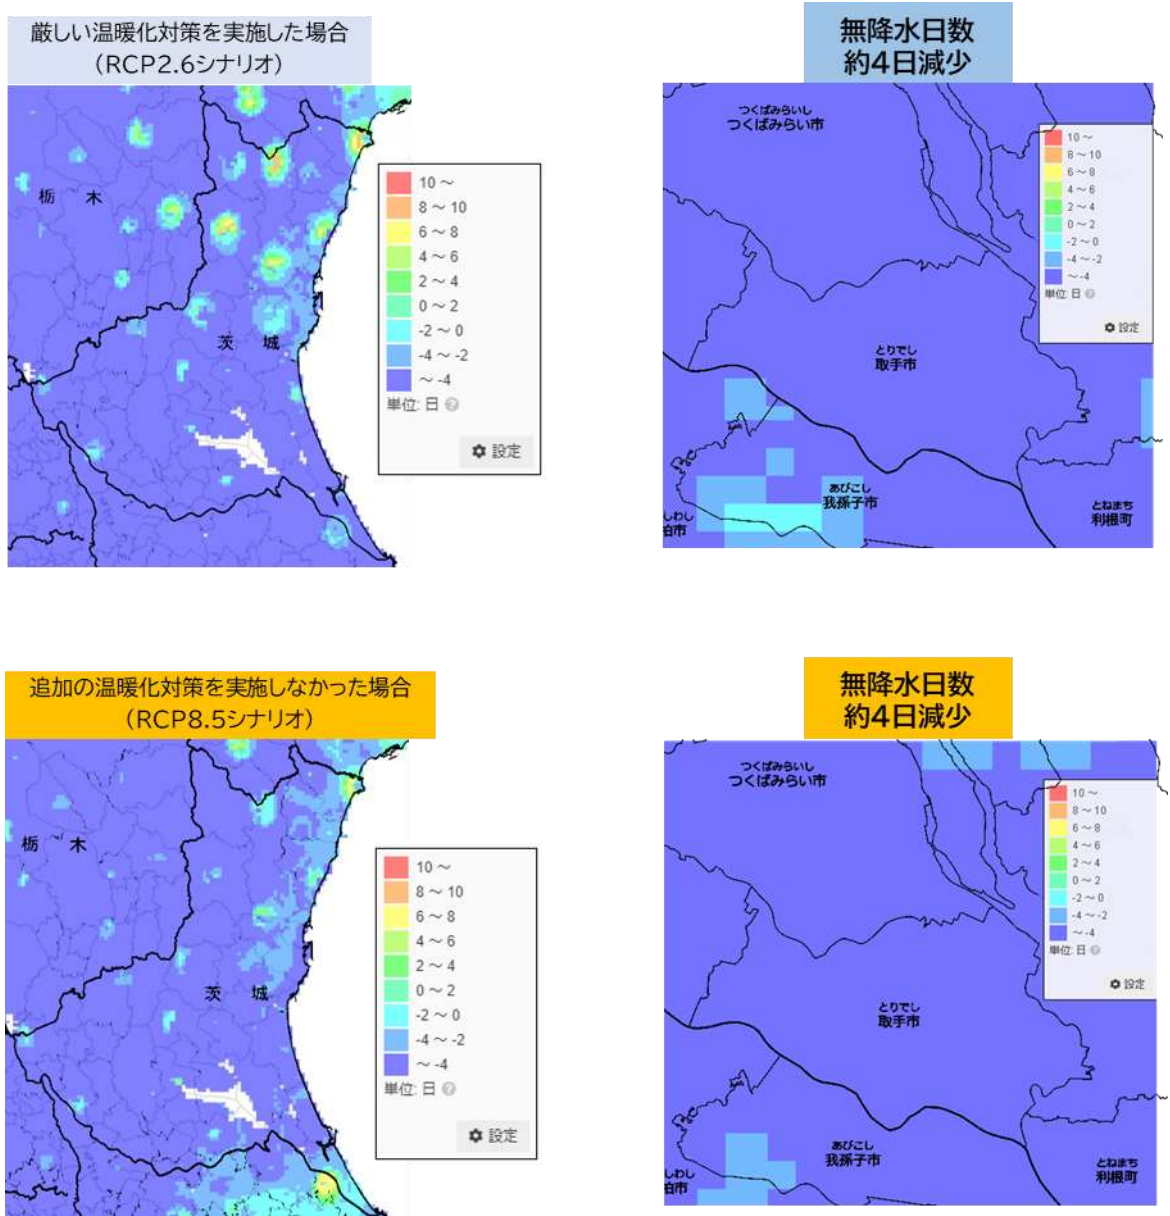 厳しい温暖化対策を実施した場合
(RCP2.6シナリオ)
栃 木
茨 城
10 ~
8 ~ 10
6 ~ 8
4 ~ 6
2 ~ 4
0 ~ 2
-2 ~ 0
-4 ~ -2
~ -4
単位: 日 ?
設定
無降水日数
約4日減少
つくばみらいし
つくばみらい市
とりでし
取手市
あびこし
我孫子市
しわし
柏市
とねまち
利根町
10 ~
8 ~ 10
6 ~ 8
4 ~ 6
2 ~ 4
0 ~ 2
-2 ~ 0
-4 ~ -2
~ -4
単位: 日 ?
設定
追加の温暖化対策を実施しなかった場合
(RCP8.5シナリオ)
栃 木
茨 城
10 ~
8 ~ 10
6 ~ 8
4 ~ 6
2 ~ 4
0 ~ 2
-2 ~ 0
-4 ~ -2
~ -4
単位: 日 ?
設定
無降水日数
約4日減少
つくばみらいし
つくばみらい市
とりでし
取手市
あびこし
我孫子市
しわし
柏市
とねまち
利根町
10 ~
8 ~ 10
6 ~ 8
4 ~ 6
2 ~ 4
0 ~ 2
-2 ~ 0
-4 ~ -2
~ -4
単位: 日 ?
設定